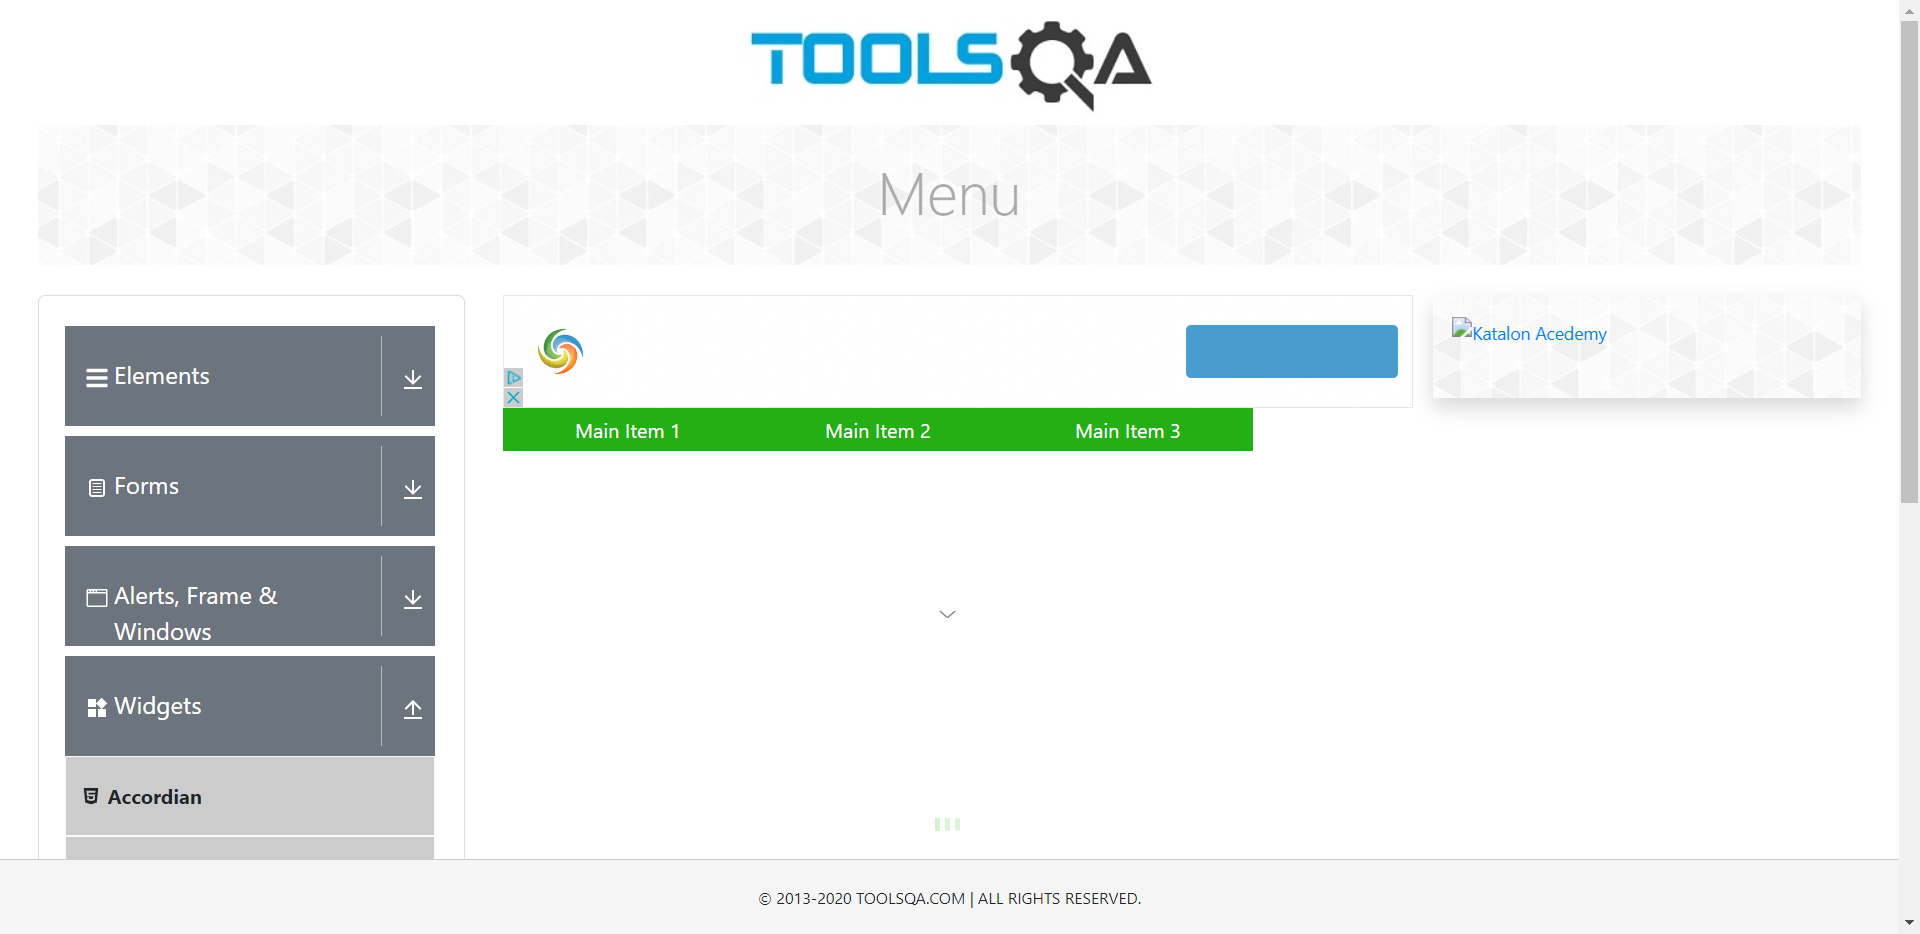 TOOLSQA
Menu
Elements
Forms
Alerts, Frame &
Windows
Widgets
Accordian
Main Item 1
Main Item 2
Main Item 3
Katalon Acedemy
© 2013-2020 TOOLSQA.COM | ALL RIGHTS RESERVED.